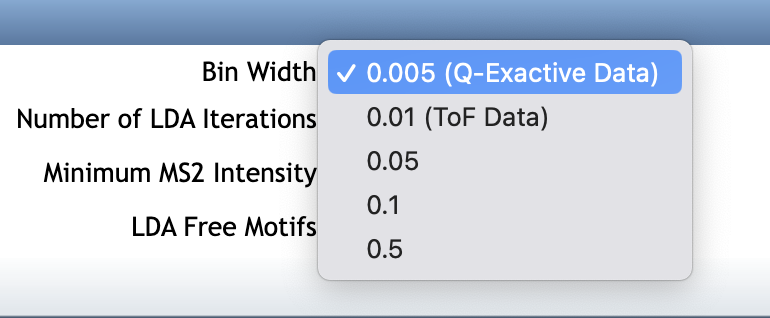 Bin Width ✓ 0.005 (Q-Exactive Data)
Number of LDA Iterations 0.01 (ToF Data)
0.05
Minimum MS2 Intensity
0.1
LDA Free Motifs
0.5